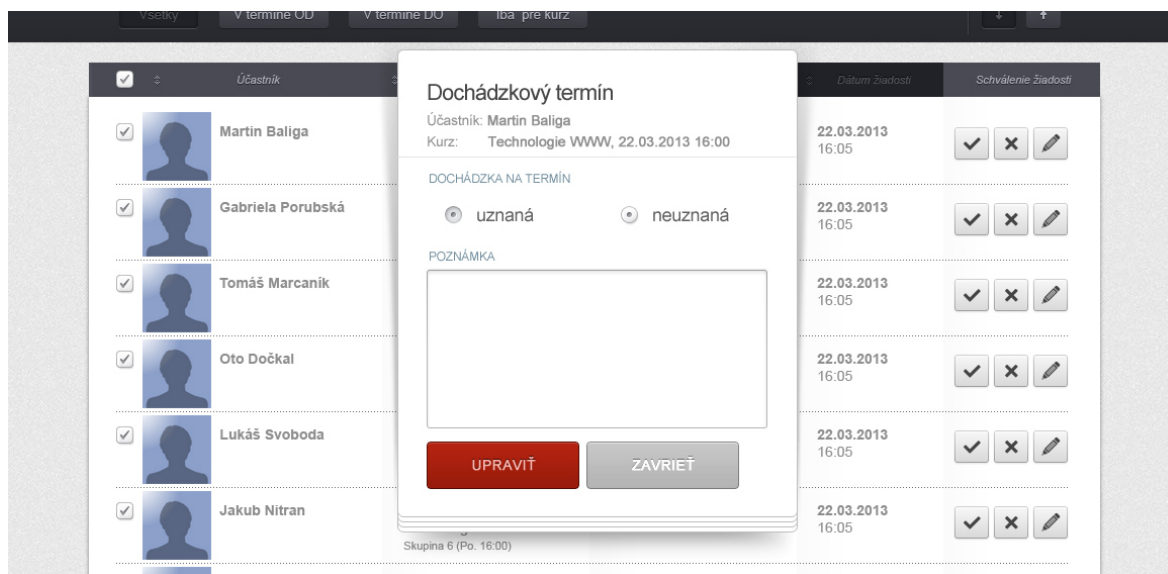 Všetky V termíne OD V termíne DO Iba pre kurz
Účastník Dátum žiadosti Schválenie žiadosti
Dochádzkový termín
Účastník: Martin Baliga
Kurz: Technologie WWW, 22.03.2013 16:00
DOCHÁDZKA NA TERMÍN
uznaná neuznaná
POZNÁMKA
UPRAVIŤ ZAVRIEŤ
Martin Baliga 22.03.2013
16:05
Gabriela Porubská 22.03.2013
16:05
Tomáš Marcaník 22.03.2013
16:05
Oto Dočkal 22.03.2013
16:05
Lukáš Svoboda 22.03.2013
16:05
Jakub Nitran 22.03.2013
16:05
Skupina 6 (Po. 16:00)